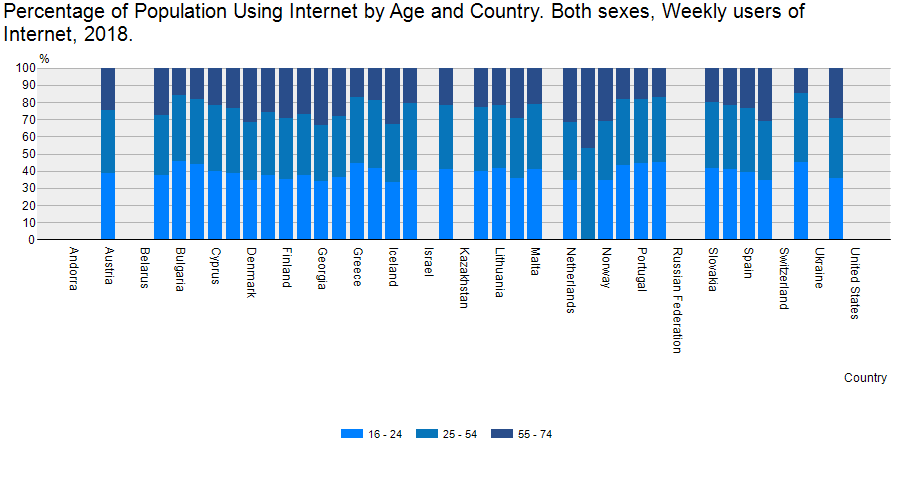 Percentage of Population Using Internet by Age and Country. Both sexes, Weekly users of
Internet, 2018.
%
100
90
80
70
60
50
40
30
20
10
0
Andorra
Austria
Belarus
Bulgaria
Cyprus
Denmark
Finland
Georgia
Greece
Iceland
Israel
Kazakhstan
Lithuania
Malta
Netherlands
Norway
Portugal
Russian Federation
Slovakia
Spain
Switzerland
Ukraine
United States
Country
16 - 24
25 - 54
55 - 74